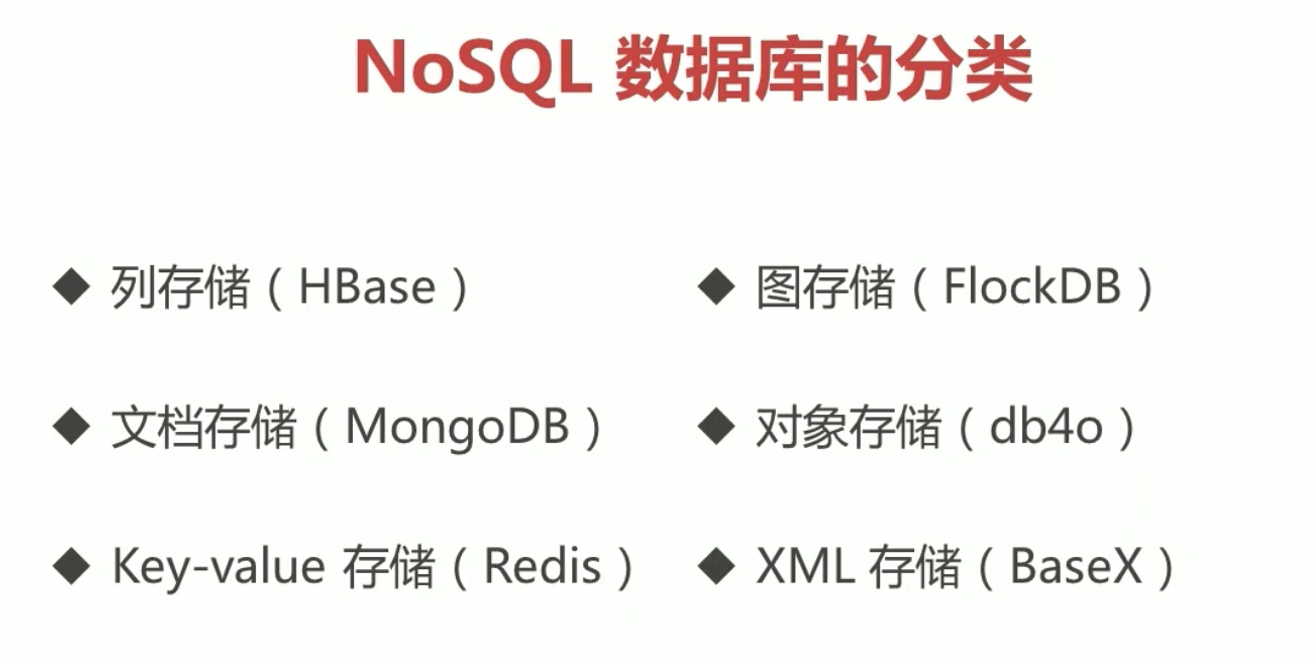 NoSQL 数据库的分类
◆ 列存储（HBase）
◆ 图存储（FlockDB）
◆ 文档存储（MongoDB）
◆ 对象存储（db4o）
◆ Key-value 存储（Redis）
◆ XML 存储（BaseX）